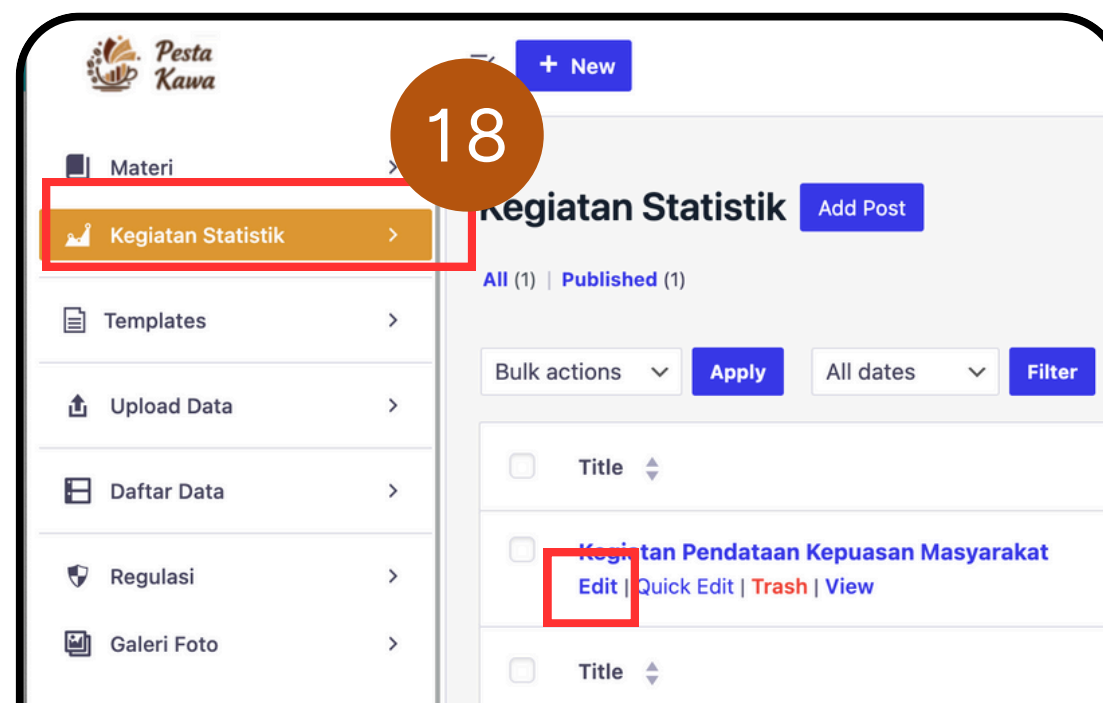 Pesta
Kawa
+ New
18
Materi
Kegiatan Statistik
Templates
Upload Data
Daftar Data
Regulasi
Galeri Foto
Kegiatan Statistik Add Post
All (1) | Published (1)
Bulk actions Apply All dates Filter
Title
Kegiatan Pendataan Kepuasan Masyarakat
Edit | Quick Edit | Trash | View
Title